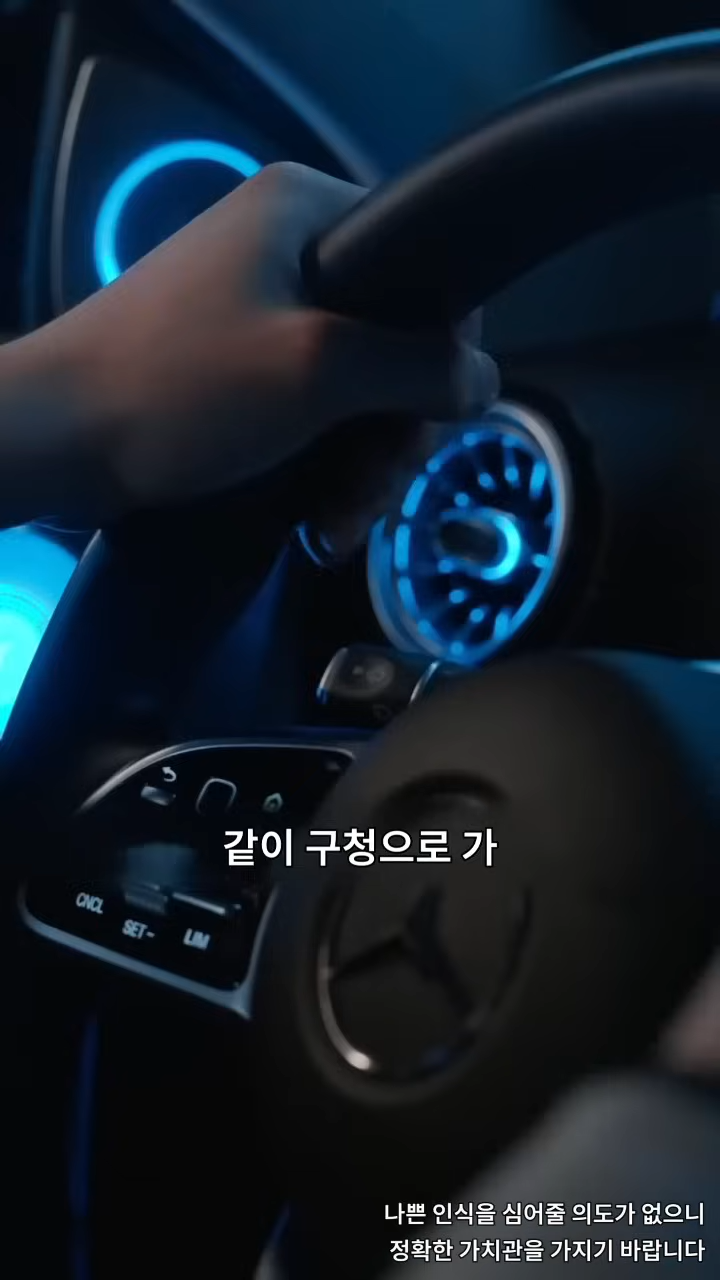 같이 구청으로 가
CNCL
SET-
LIM
나쁜 인식을 심어줄 의도가 없으니
정확한 가치관을 가지기 바랍니다